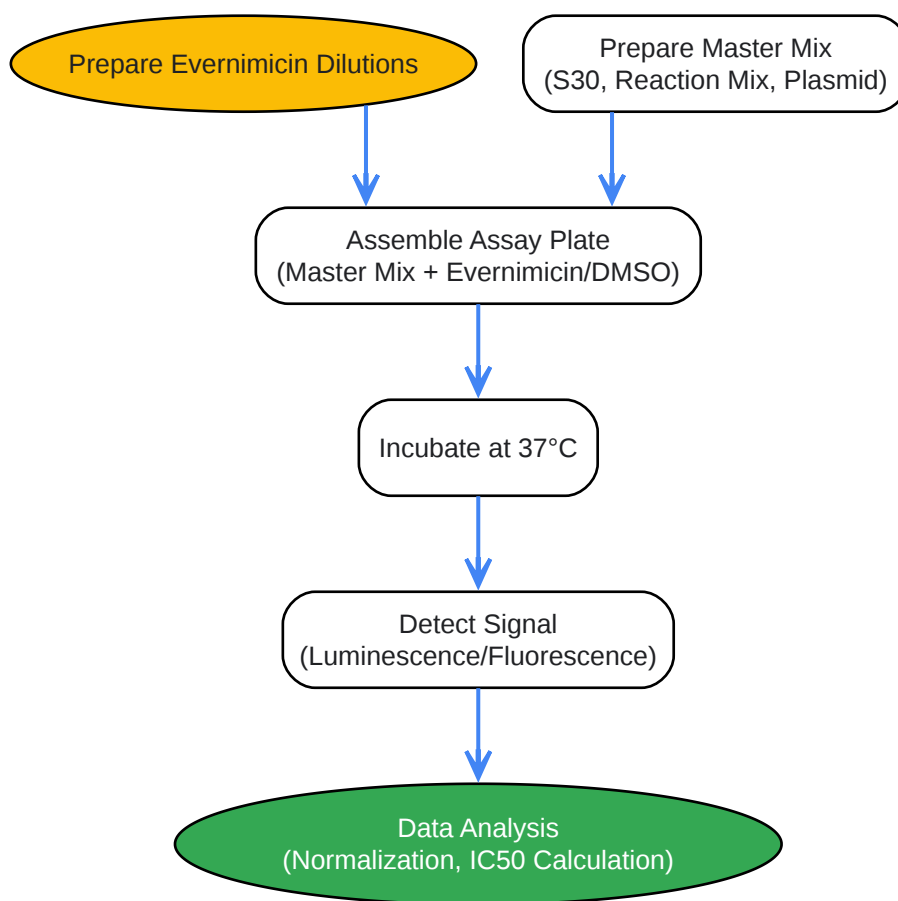 Prepare Evernimicin Dilutions
Prepare Master Mix
(S30, Reaction Mix, Plasmid)
Assemble Assay Plate
(Master Mix + Evernimicin/DMSO)
Incubate at 37°C
Detect Signal
(Luminescence/Fluorescence)
Data Analysis
(Normalization, IC50 Calculation)